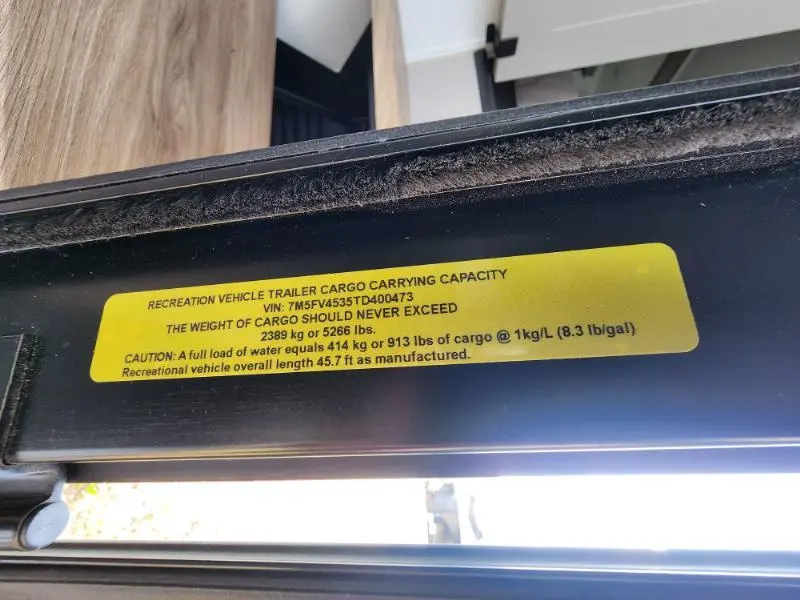 RECREATION VEHICLE TRAILER CARGO CARRYING CAPACITY
VIN: 7M5FV4535TD400473
THE WEIGHT OF CARGO SHOULD NEVER EXCEED
2389 kg or 5266 lbs.
CAUTION: A full load of water equals 414 kg or 913 lbs of cargo @ 1kg/L (8.3 lb/gal)
Recreational vehicle overall length 45.7 ft as manufactured.